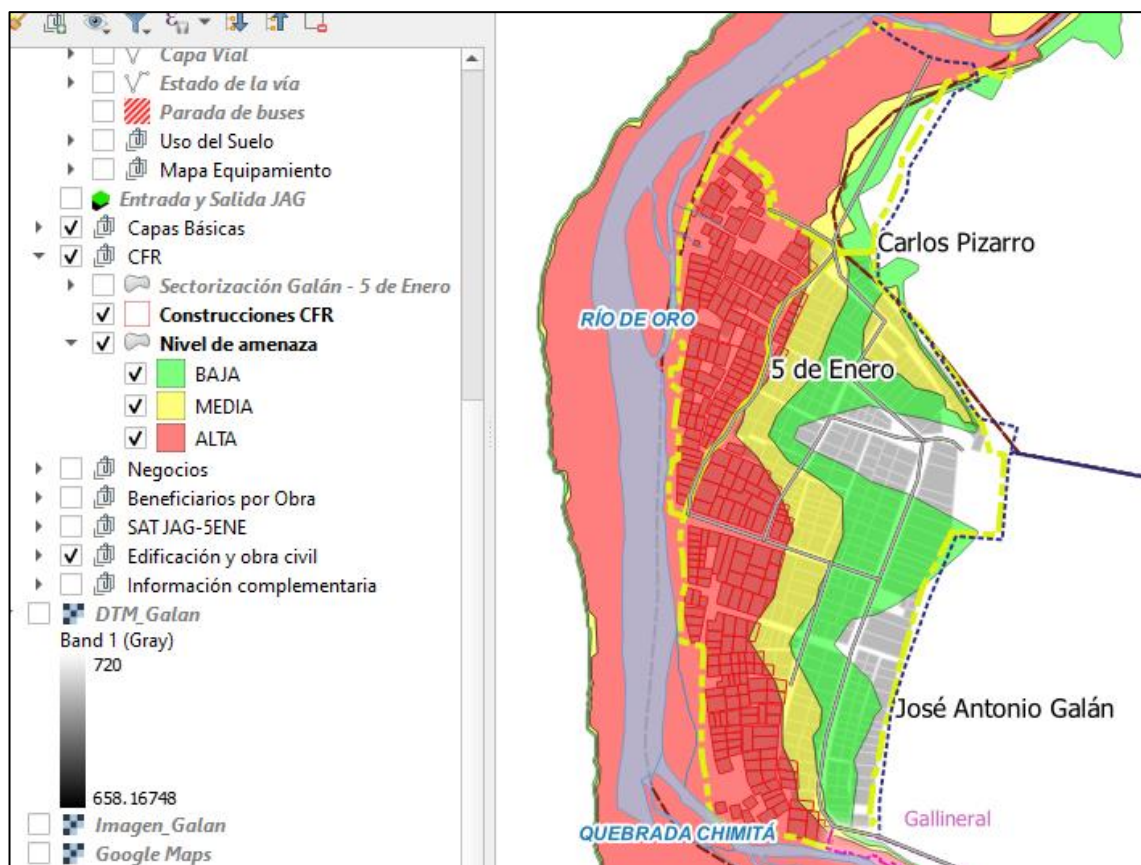 Capa Vial
Estado de la vía
Parada de buses
Uso del Suelo
Mapa Equipamiento
Entrada y Salida JAG
Capas Básicas
CFR
Sectorización Galán - 5 de Enero
Construcciones CFR
Nivel de amenaza
BAJA
MEDIA
ALTA
Negocios
Beneficiarios por Obra
SAT JAG-5ENE
Edificación y obra civil
Información complementaria
DTM_Galan
Band 1 (Gray)
720
658.16748
Imagen_Galan
Google Maps
Carlos Pizarro
RÍO DE ORO
5 de Enero
José Antonio Galán
Gallineral
QUEBRADA CHIMITÁ